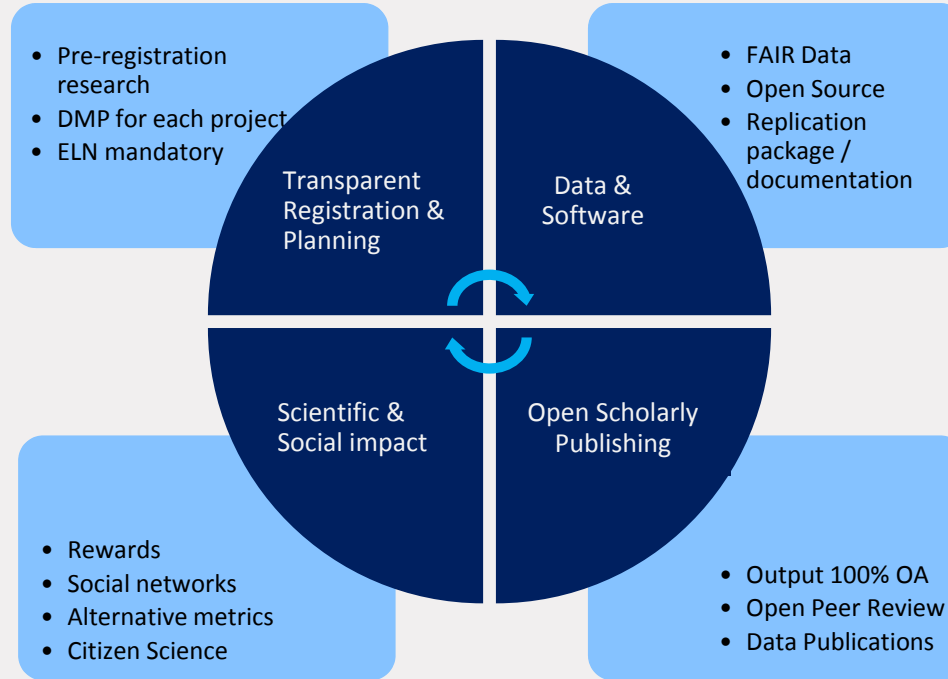 • Pre-registration
research
• DMP for each project
• ELN mandatory
• FAIR Data
• Open Source
• Replication
package /
documentation
Transparent
Registration &
Planning
Data &
Software
Scientific &
Social impact
Open Scholarly
Publishing
• Rewards
• Social networks
• Alternative metrics
• Citizen Science
• Output 100% OA
• Open Peer Review
• Data Publications